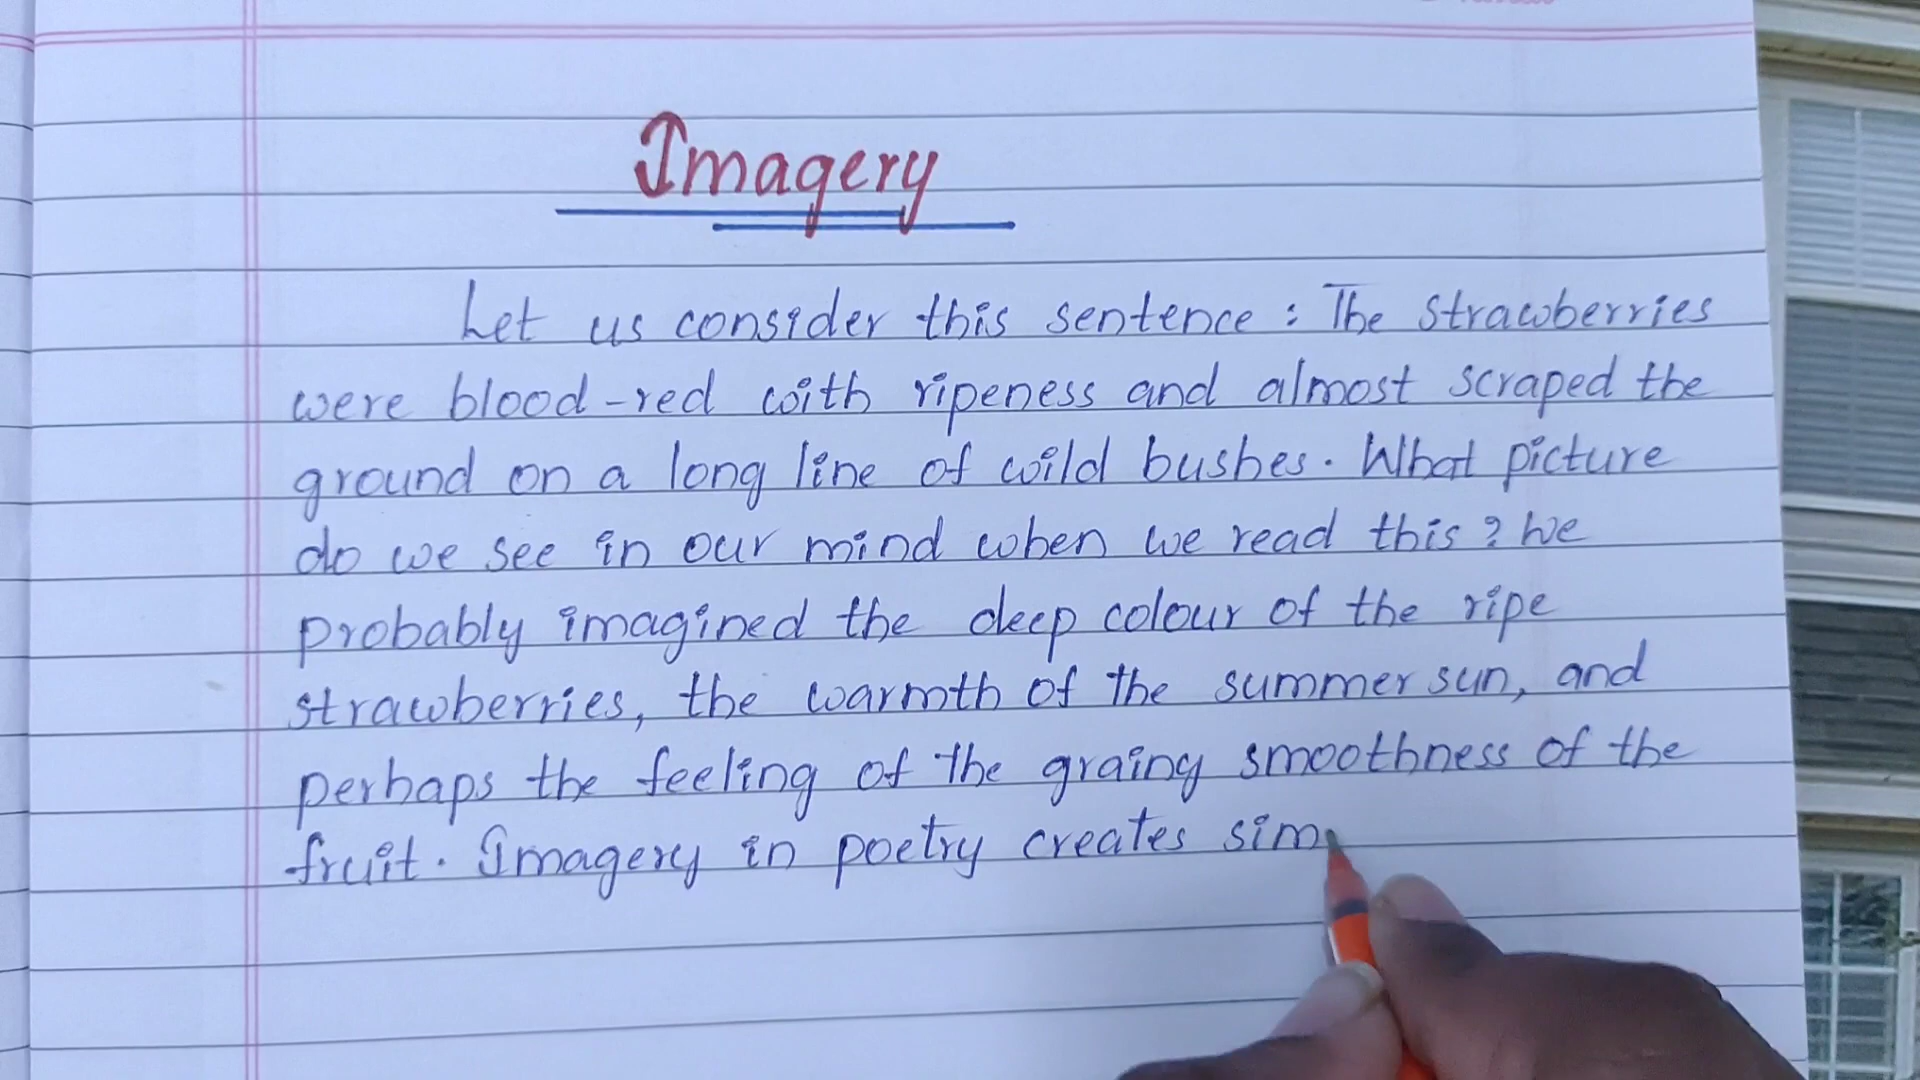 Imagery
Let us consider this sentence : The strawberries
were blood-red with ripeness and almost scraped the
ground on a long line of wild bushes. What picture
do we see in our mind when we read this? We
probably imagined the deep colour of the ripe
strawberries, the warmth of the summer sun, and
perhaps the feeling of the grainy smoothness of the
fruit. Imagery in poetry creates sim